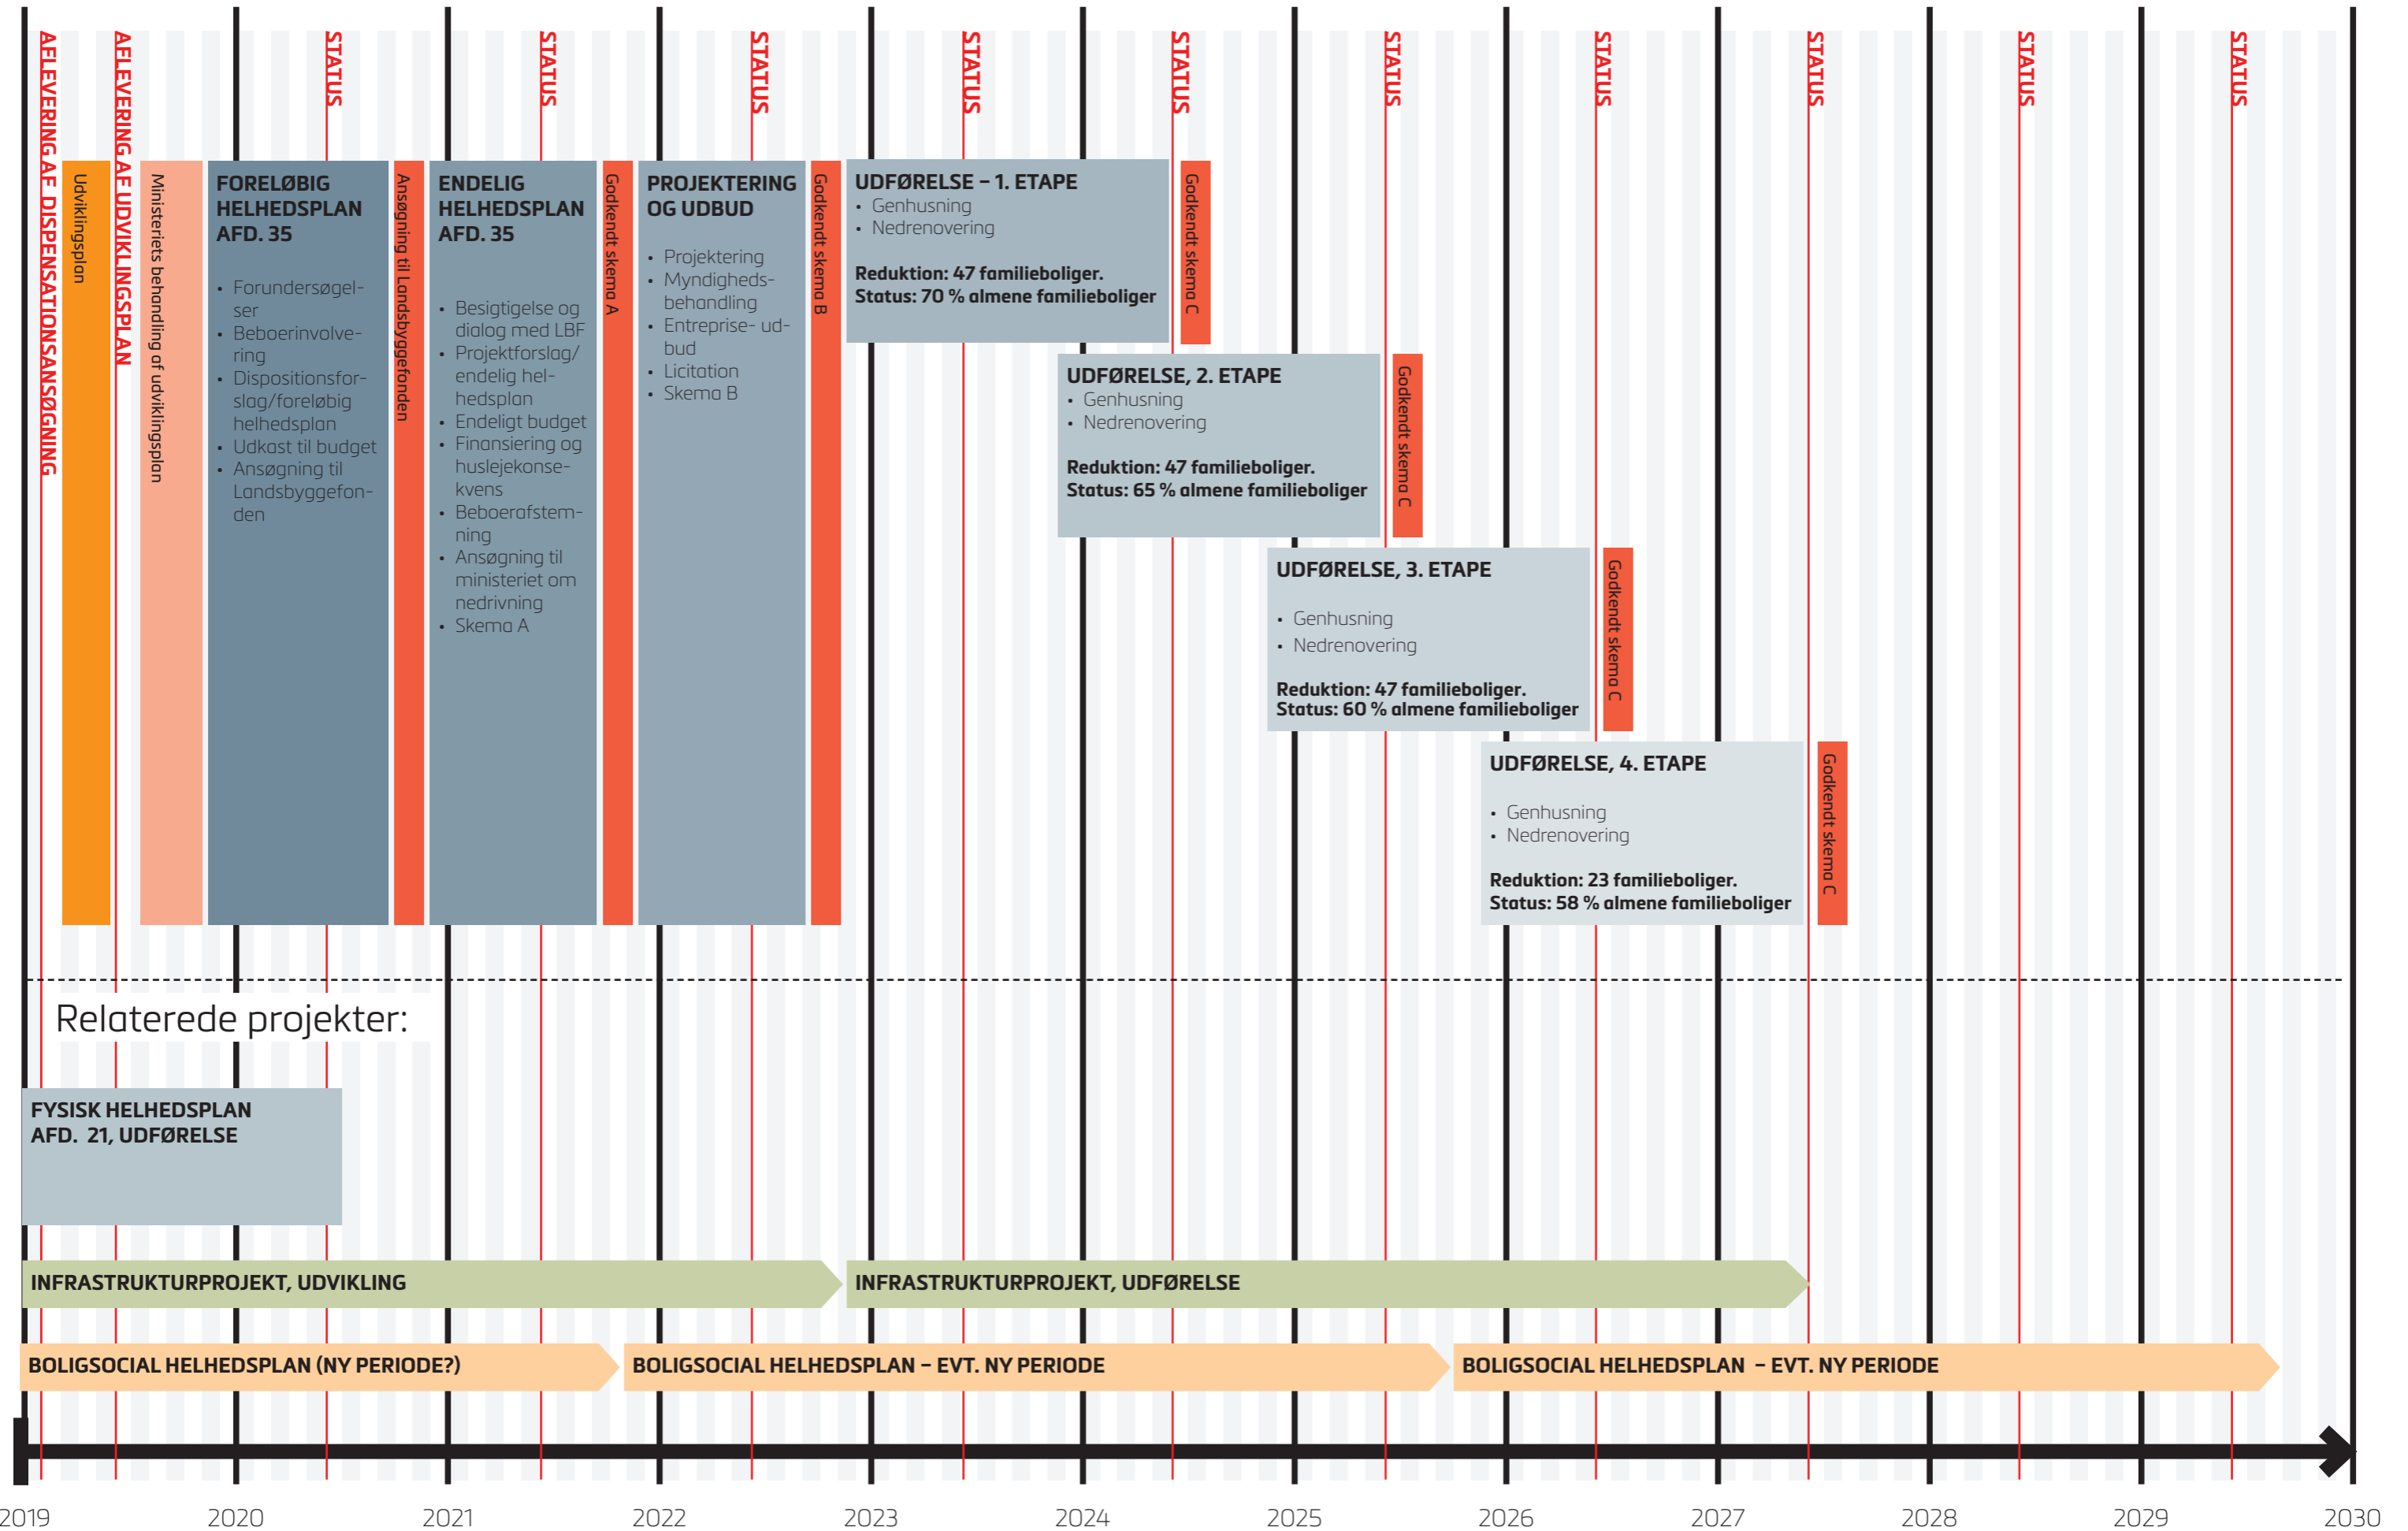 AFLEVERING AF DISPENSATIONSANSØGNING
AFLEVERING AF UDVIKLINGSPLAN
STATUS
STATUS
STATUS
STATUS
STATUS
STATUS
STATUS
STATUS
STATUS
STATUS
Udviklingsplan
Ministeriets behandling af udviklingsplan
FORELØBIG
HELHEDSPLAN
AFD. 35
• Forundersøgel-
ser
• Beboerinvolve-
ring
• Dispositionsfor-
slag/foreløbig
helhedsplan
• Udkast til budget
• Ansøgning til
Landsbyggefon-
den
Ansøgning til Landsbyggefonden
ENDELIG
HELHEDSPLAN
AFD. 35
• Besigtigelse og
dialog med LBF
• Projektforslag/
endelig hel-
hedsplan
• Endeligt budget
• Finansiering og
huslejekonse-
kvens
• Beboerafstem-
ning
• Ansøgning til
ministeriet om
nedrivning
• Skema A
Godkendt skema A
PROJEKTERING
OG UDBUD
• Projektering
• Myndigheds-
behandling
• Entreprise- ud-
bud
• Licitation
• Skema B
Godkendt skema B
UDFØRELSE – 1. ETAPE
• Genhusning
• Nedrenovering
Reduktion: 47 familieboliger.
Status: 70 % almene familieboliger
Godkendt skema C
UDFØRELSE, 2. ETAPE
• Genhusning
• Nedrenovering
Reduktion: 47 familieboliger.
Status: 65 % almene familieboliger
Godkendt skema C
UDFØRELSE, 3. ETAPE
• Genhusning
• Nedrenovering
Reduktion: 47 familieboliger.
Status: 60 % almene familieboliger
Godkendt skema C
UDFØRELSE, 4. ETAPE
• Genhusning
• Nedrenovering
Reduktion: 23 familieboliger.
Status: 58 % almene familieboliger
Godkendt skema C
Relaterede projekter:
FYSISK HELHEDSPLAN
AFD. 21, UDFØRELSE
INFRASTRUKTURPROJEKT, UDVIKLING
INFRASTRUKTURPROJEKT, UDFØRELSE
BOLIGSOCIAL HELHEDSPLAN (NY PERIODE?)
BOLIGSOCIAL HELHEDSPLAN – EVT. NY PERIODE
BOLIGSOCIAL HELHEDSPLAN – EVT. NY PERIODE
2019 2020 2021 2022 2023 2024 2025 2026 2027 2028 2029 2030